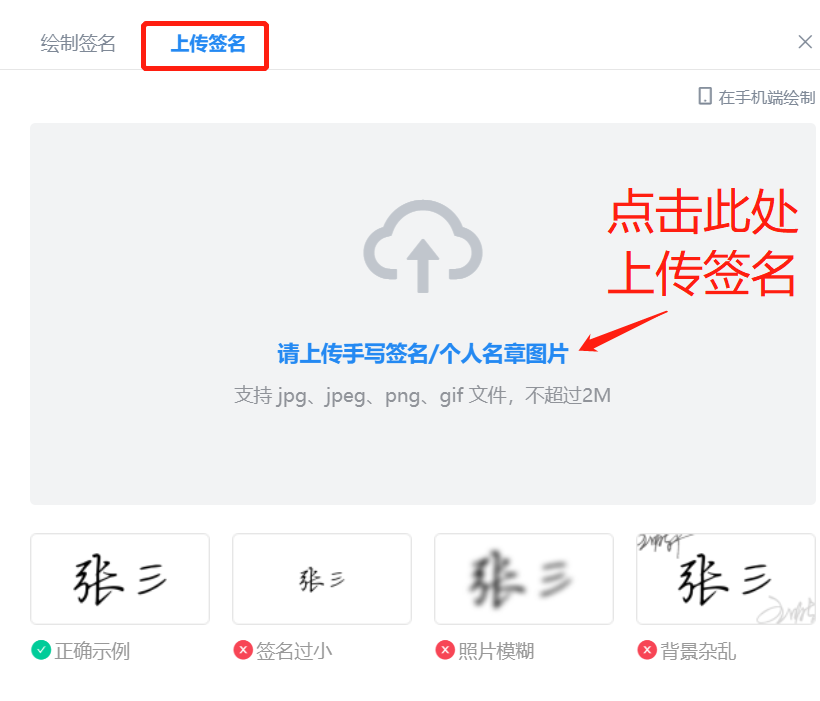 绘制签名
上传签名
在手机端绘制
点击此处
上传签名
请上传手写签名/个人名章图片
支持 jpg、jpeg、png、gif 文件，不超过2M
张三
张三
张三
张三
正确示例
签名过小
照片模糊
背景杂乱